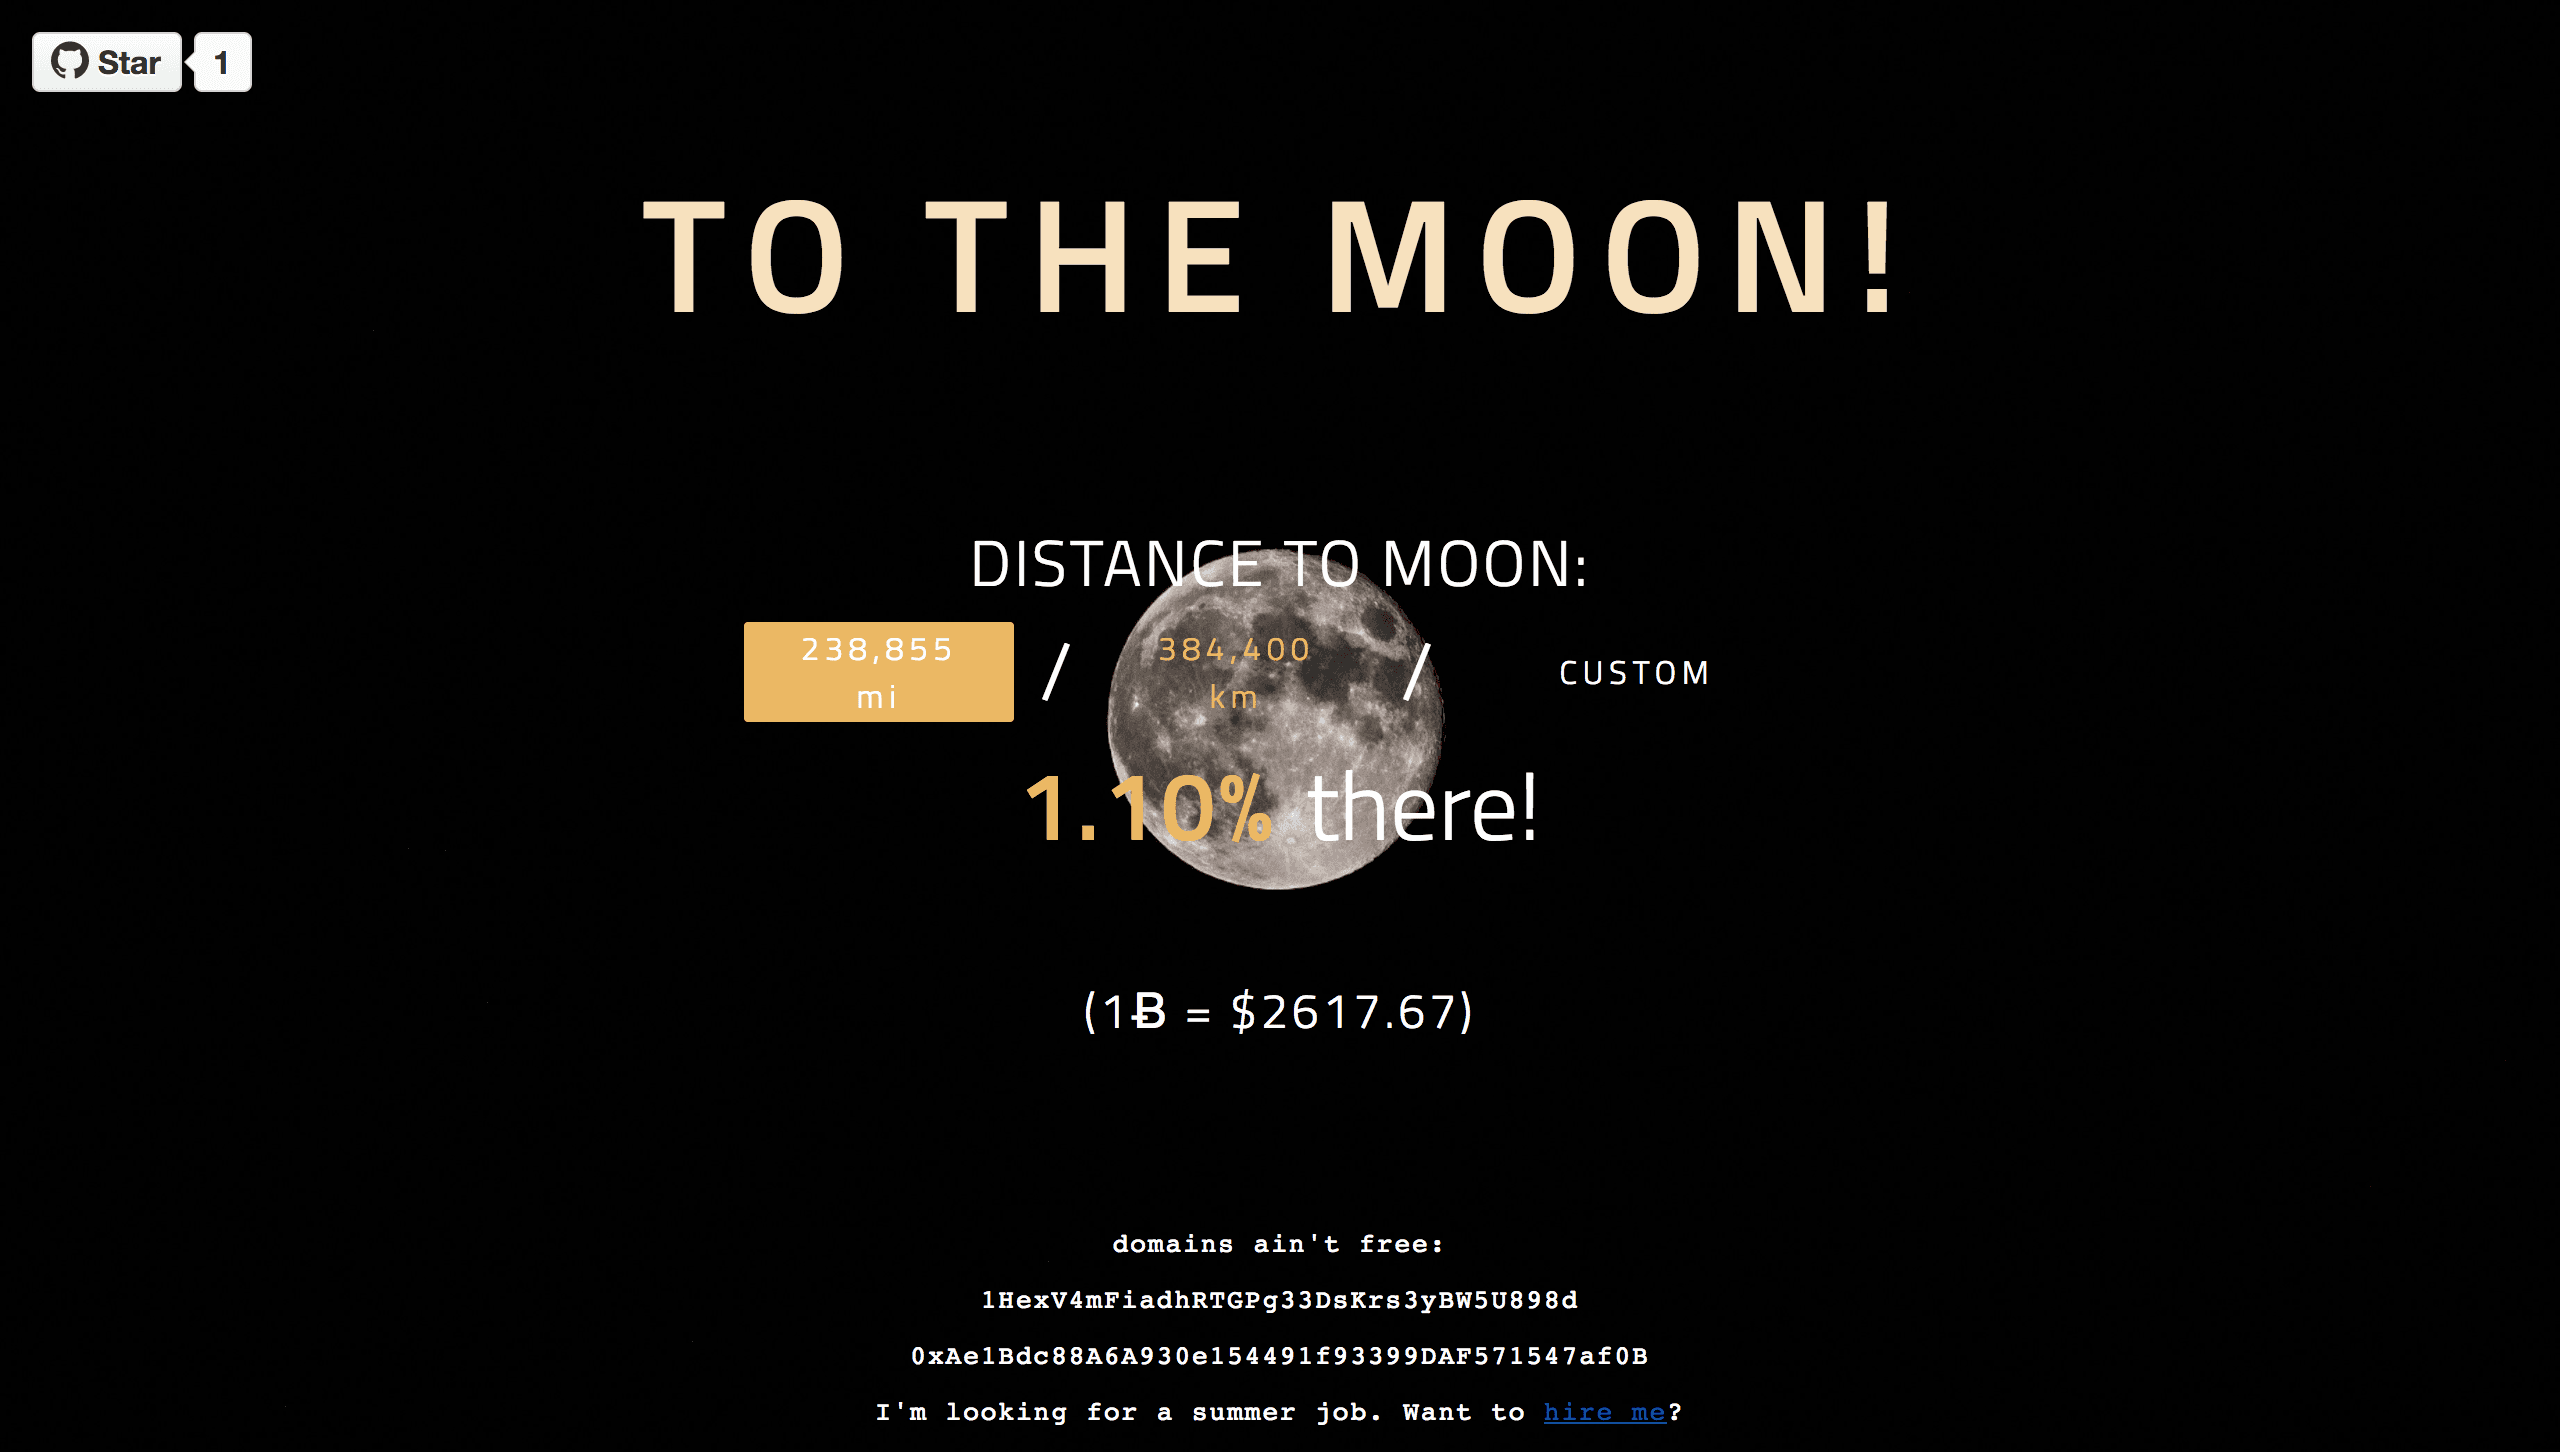 Star 1
TO THE MOON!
DISTANCE TO MOON:
238,855 / 384,400 / CUSTOM
mi km
1.10% there!
(1Ƀ = $2617.67)
domains ain't free:
1HexV4mFiadhRTGPg33DsKrs3yBW5U898d
0xAe1Bdc88A6A930e154491f93399DAF571547af0B
I'm looking for a summer job. Want to hire me?